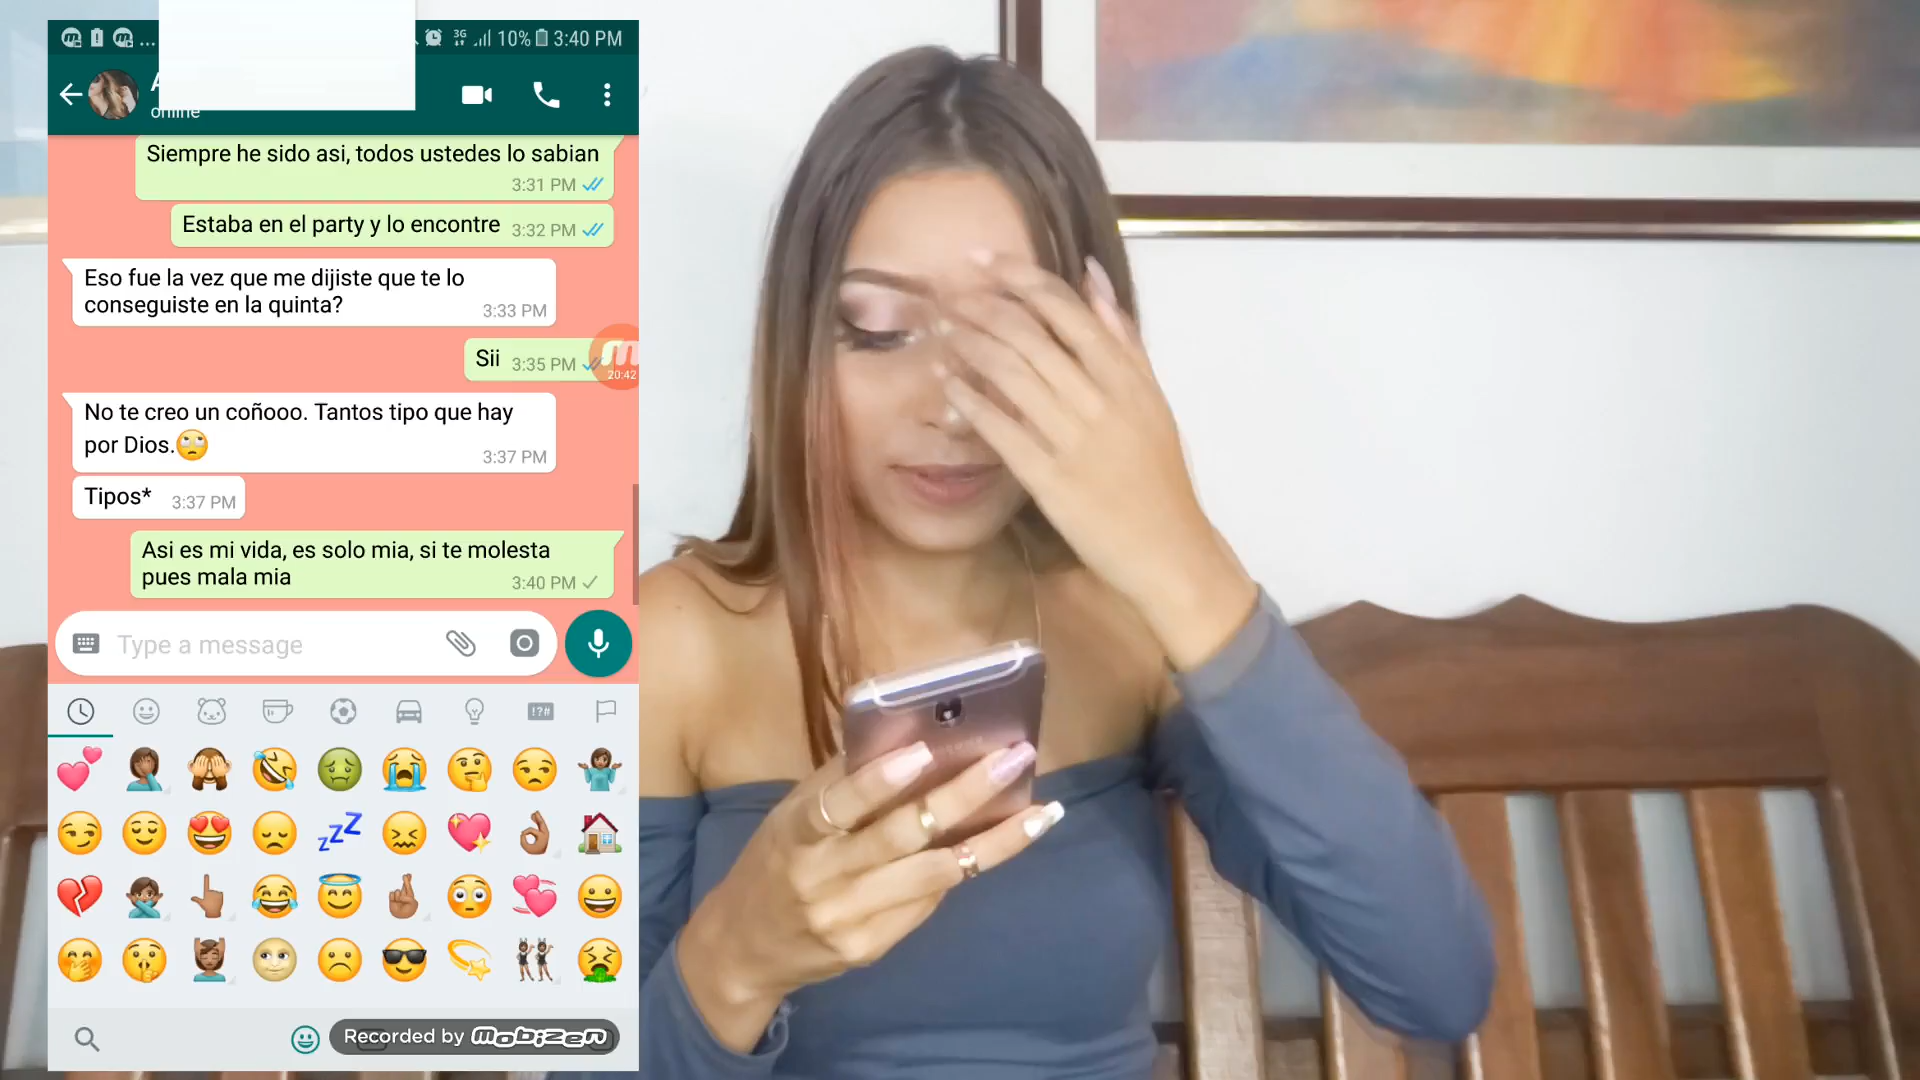 3G 10% 3:40 PM
A
online
Siempre he sido asi, todos ustedes lo sabian
3:31 PM
Estaba en el party y lo encontre 3:32 PM
Eso fue la vez que me dijiste que te lo
conseguiste en la quinta?
3:33 PM
Sii 3:35 PM
20:42
No te creo un coñooo. Tantos tipo que hay
por Dios.🙄
3:37 PM
Tipos* 3:37 PM
Asi es mi vida, es solo mia, si te molesta
pues mala mia
3:40 PM
Type a message
!?#
zzZ
Recorded by mobizen